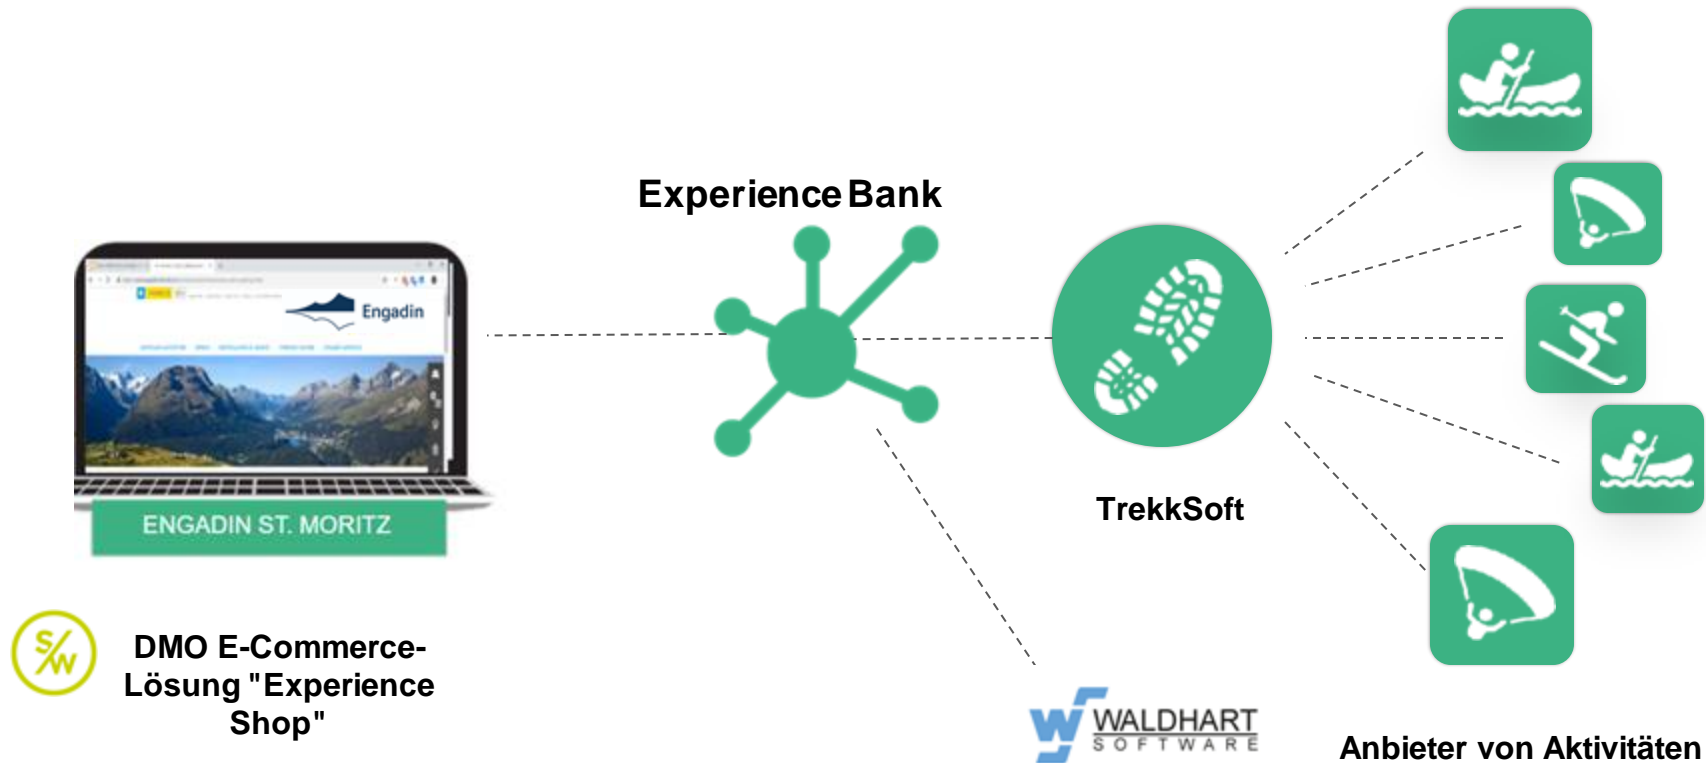 Experience Bank
Engadin
ENGADIN ST. MORITZ
TrekkSoft
S/W
DMO E-Commerce-
Lösung "Experience
Shop"
WALDHART
SOFTWARE
Anbieter von Aktivitäten